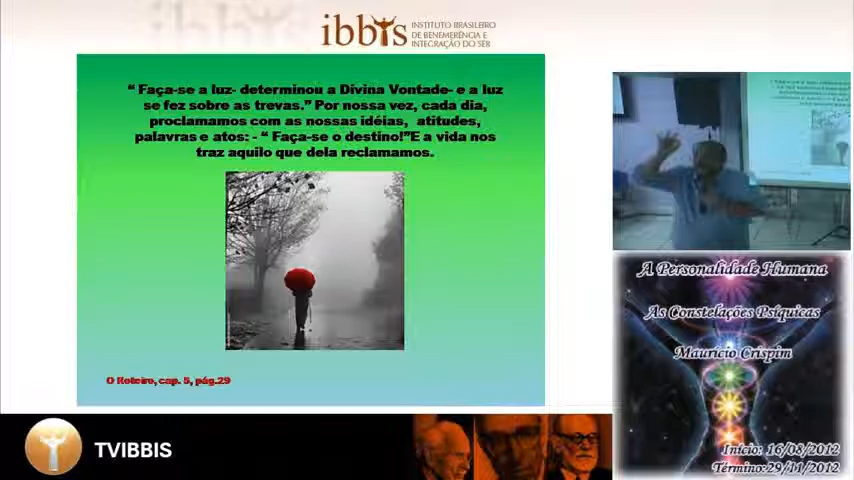 ibbis
INSTITUTO BRASILEIRO
DE BENEMERÊNCIA E
INTEGRAÇÃO DO SER
“ Faça-se a luz- determinou a Divina Vontade- e a luz
se fez sobre as trevas.” Por nossa vez, cada dia,
proclamamos com as nossas idéias, atitudes,
palavras e atos: - “ Faça-se o destino!”E a vida nos
traz aquilo que dela reclamamos.
O Roteiro, cap. 5, pág.29
A Personalidade Humana
As Constelações Psíquicas
Maurício Crispim
Início: 16/08/2012
Término:29/11/2012
TVIBBIS